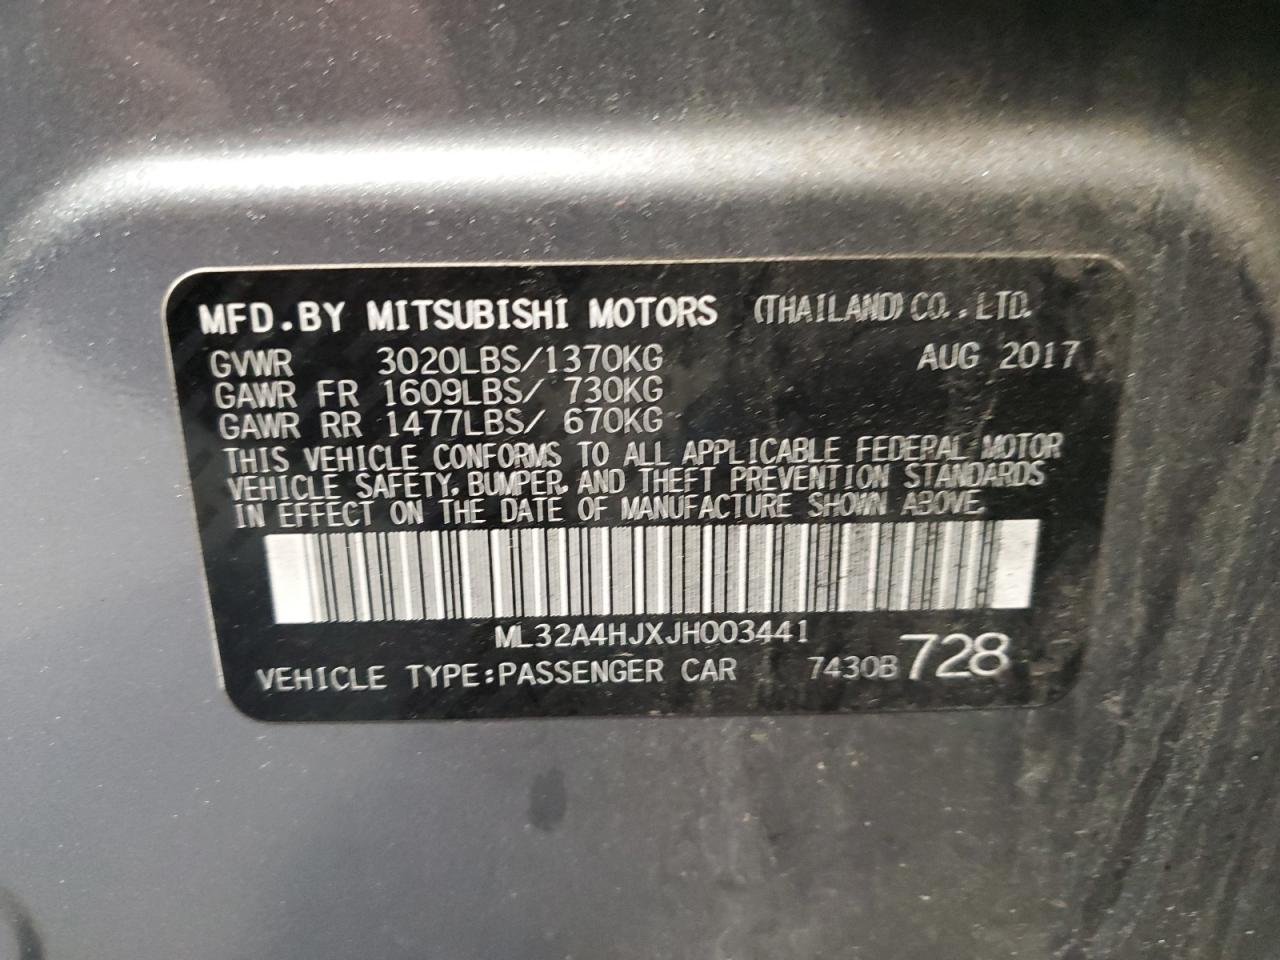 MFD.BY MITSUBISHI MOTORS (THAILAND) CO.,LTD.
GVWR 3020LBS/1370KG AUG 2017
GAWR FR 1609LBS/ 730KG
GAWR RR 1477LBS/ 670KG
THIS VEHICLE CONFORMS TO ALL APPLICABLE FEDERAL MOTOR
VEHICLE SAFETY, BUMPER, AND THEFT PREVENTION STANDARDS
IN EFFECT ON THE DATE OF MANUFACTURE SHOWN ABOVE.
ML32A4HJXJH003441
VEHICLE TYPE:PASSENGER CAR 7430B 728